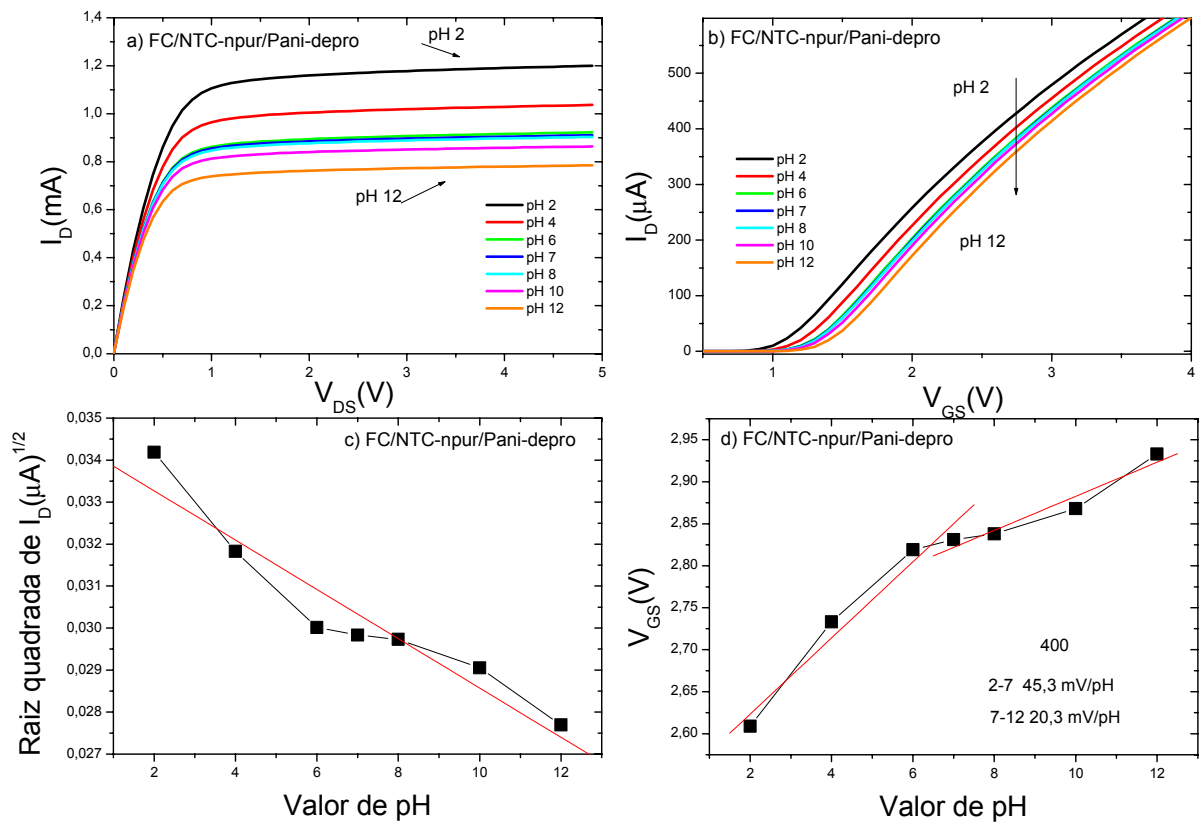 a) FC/NTC-npur/Pani-depro
pH 2
pH 12
pH 2
pH 4
pH 6
pH 7
pH 8
pH 10
pH 12
1,4
1,2
1,0
0,8
0,6
0,4
0,2
0,0
I_D(mA)
0 1 2 3 4 5
V_DS(V)
b) FC/NTC-npur/Pani-depro
pH 2
pH 12
pH 2
pH 4
pH 6
pH 7
pH 8
pH 10
pH 12
500
400
300
200
100
0
I_D(μA)
1 2 3 4
V_GS(V)
c) FC/NTC-npur/Pani-depro
0,035
0,034
0,033
0,032
0,031
0,030
0,029
0,028
0,027
Raiz quadrada de I_D(μA)^1/2
2 4 6 8 10 12
Valor de pH
d) FC/NTC-npur/Pani-depro
2,95
2,90
2,85
2,80
2,75
2,70
2,65
2,60
V_GS(V)
400
2-7 45,3 mV/pH
7-12 20,3 mV/pH
2 4 6 8 10 12
Valor de pH